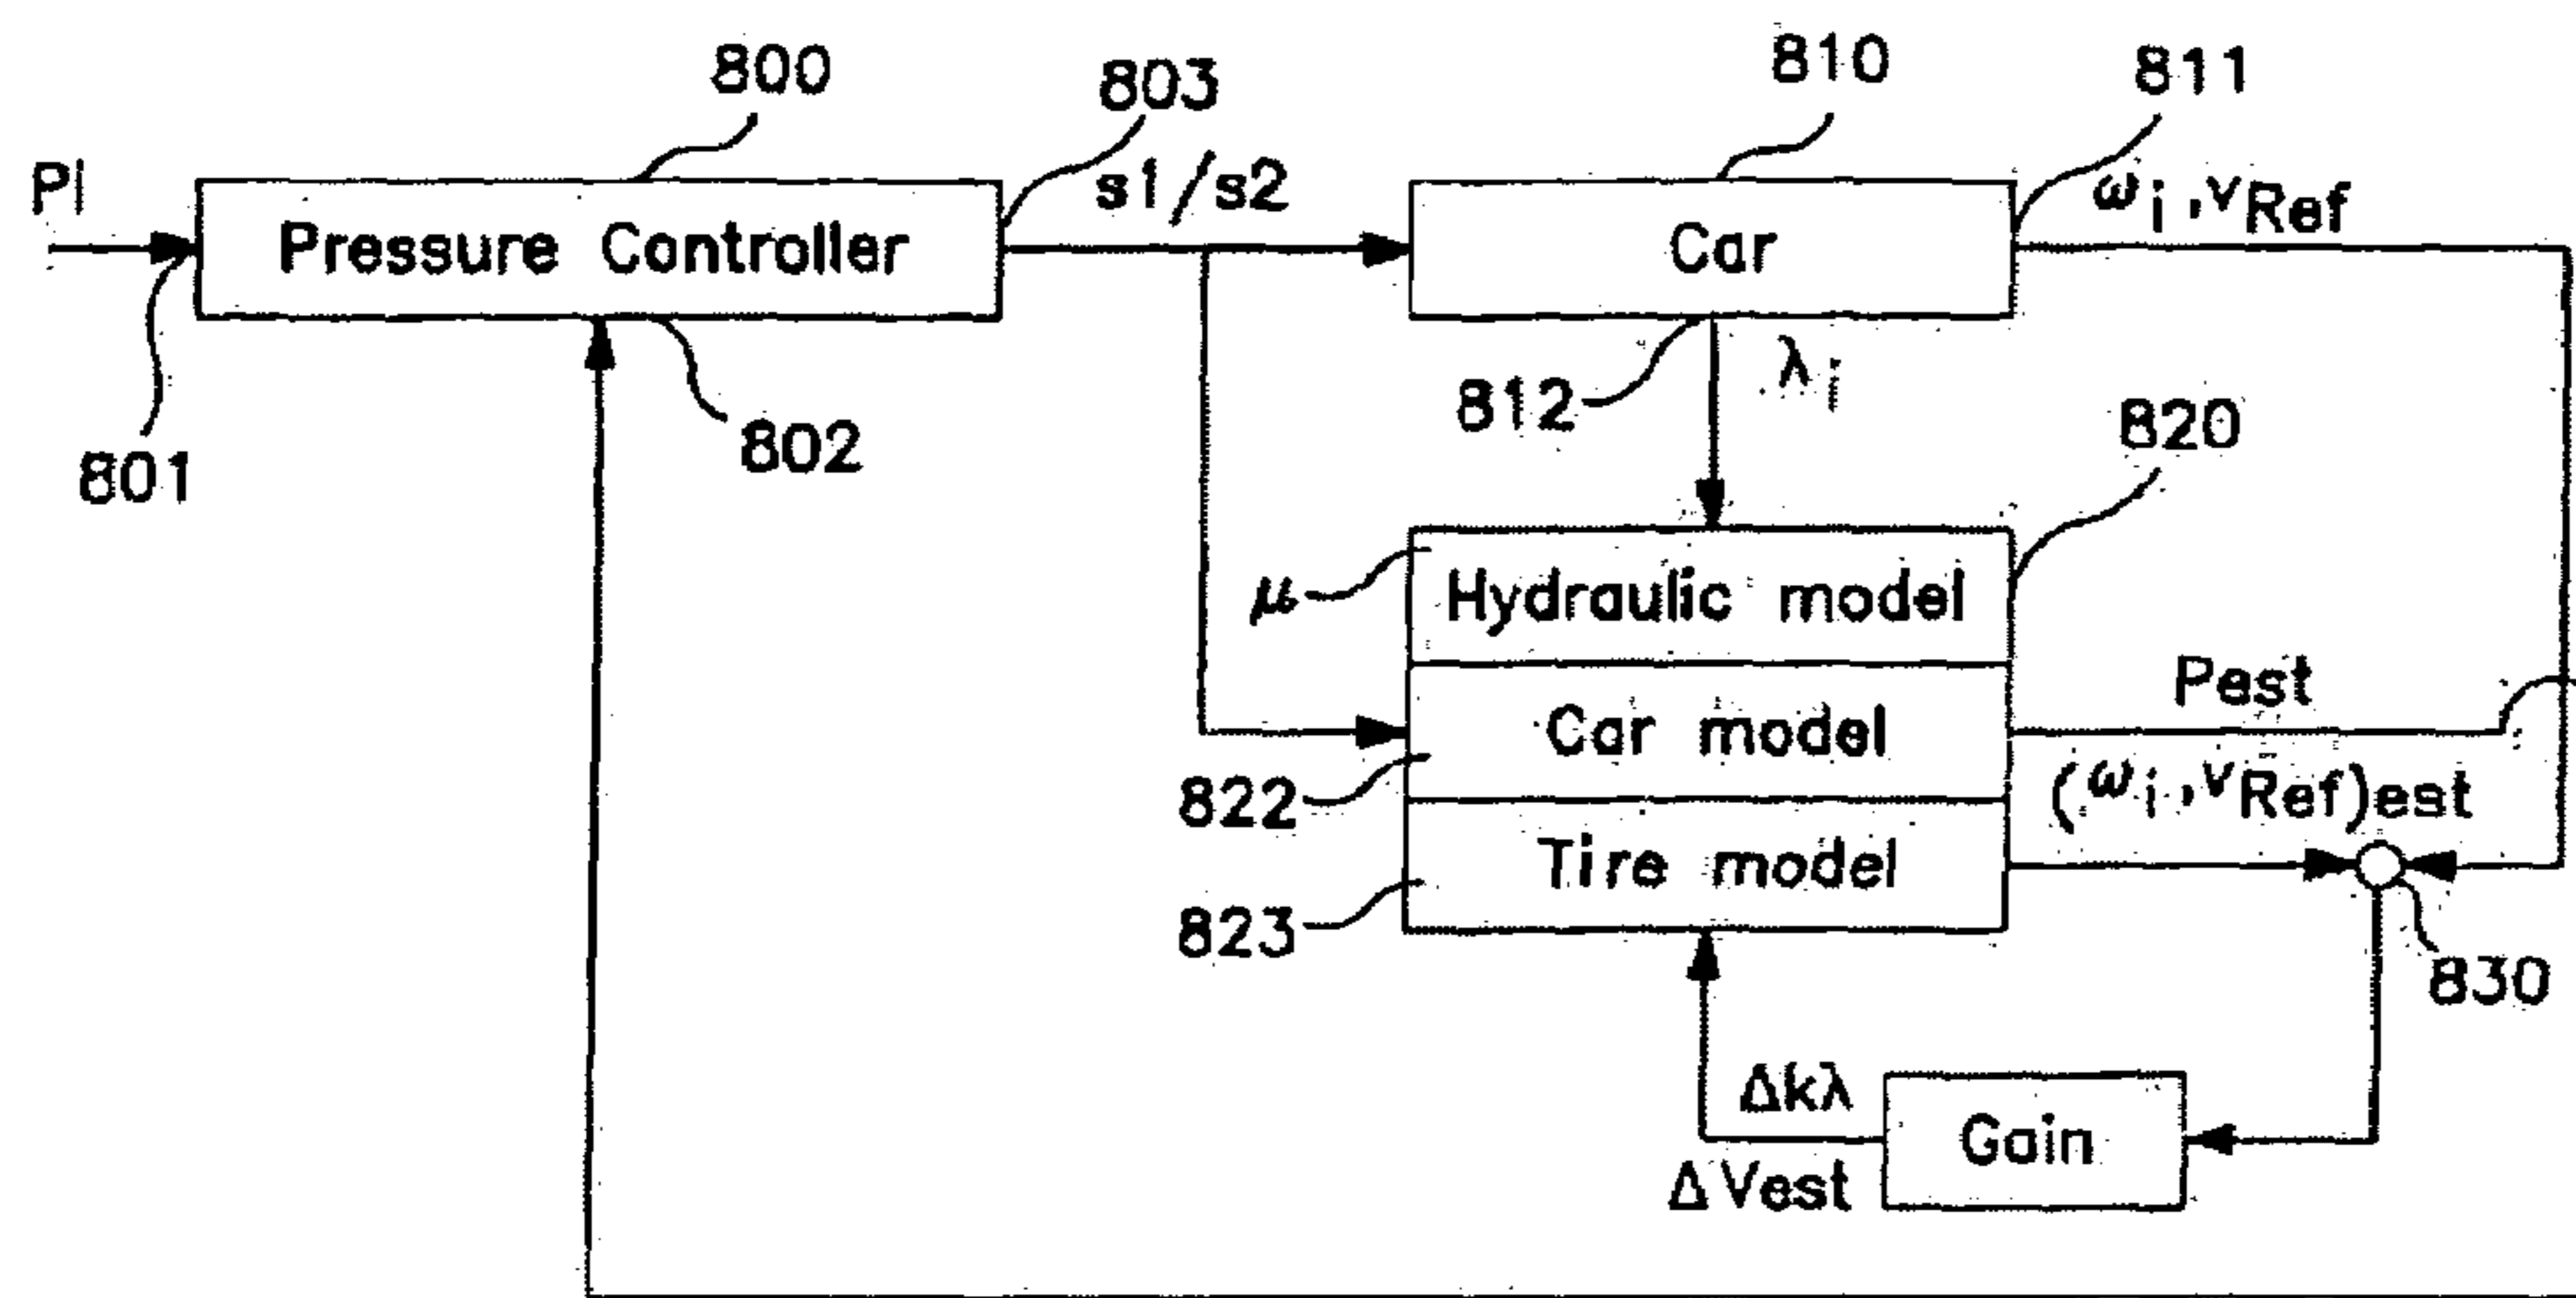 800
803
810
811
Pi
s1/s2
ωi,vRef
Pressure Controller
Car
801
802
812
λi
820
μ
Hydraulic model
Pest
Car model
822
(ωi,vRef)est
Tire model
823
830
Δkλ
Gain
ΔVest